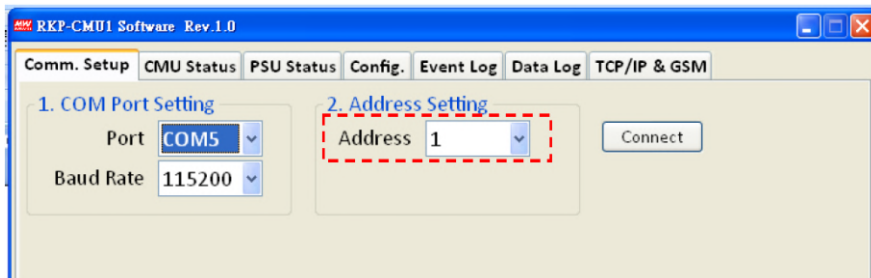 MW RKP-CMU1 Software Rev.1.0
Comm. Setup CMU Status PSU Status Config. Event Log Data Log TCP/IP & GSM
1. COM Port Setting 2. Address Setting
Port COM5 Address 1 Connect
Baud Rate 115200